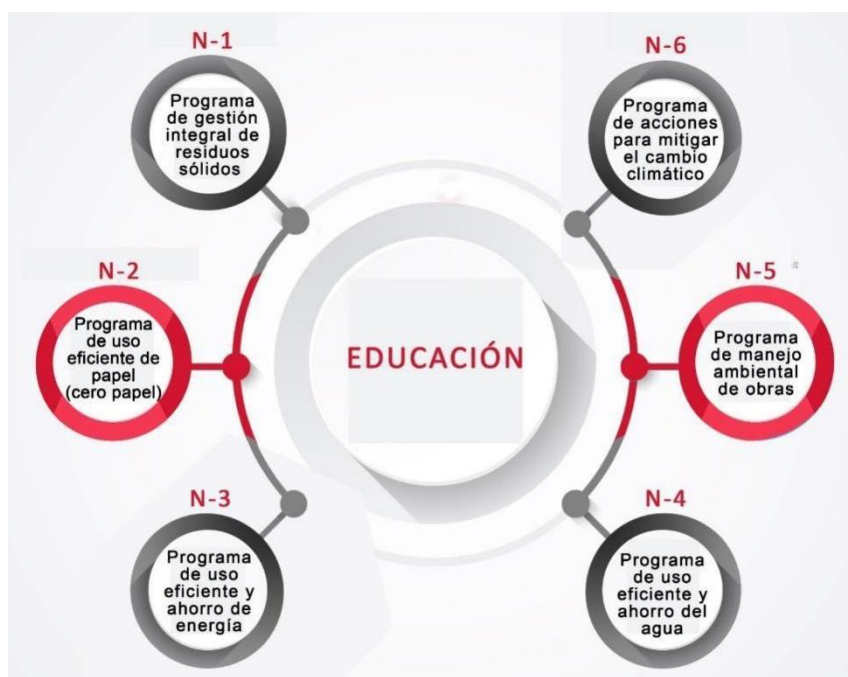 N-1
Programa
de gestión
integral de
residuos
sólidos
N-6
Programa
de acciones
para mitigar
el cambio
climático
N-2
Programa
de uso
eficiente de
papel
(cero papel)
EDUCACIÓN
N-5
Programa
de manejo
ambiental
de obras
N-3
Programa
de uso
eficiente y
ahorro de
energía
N-4
Programa
de uso
eficiente y
ahorro del
agua